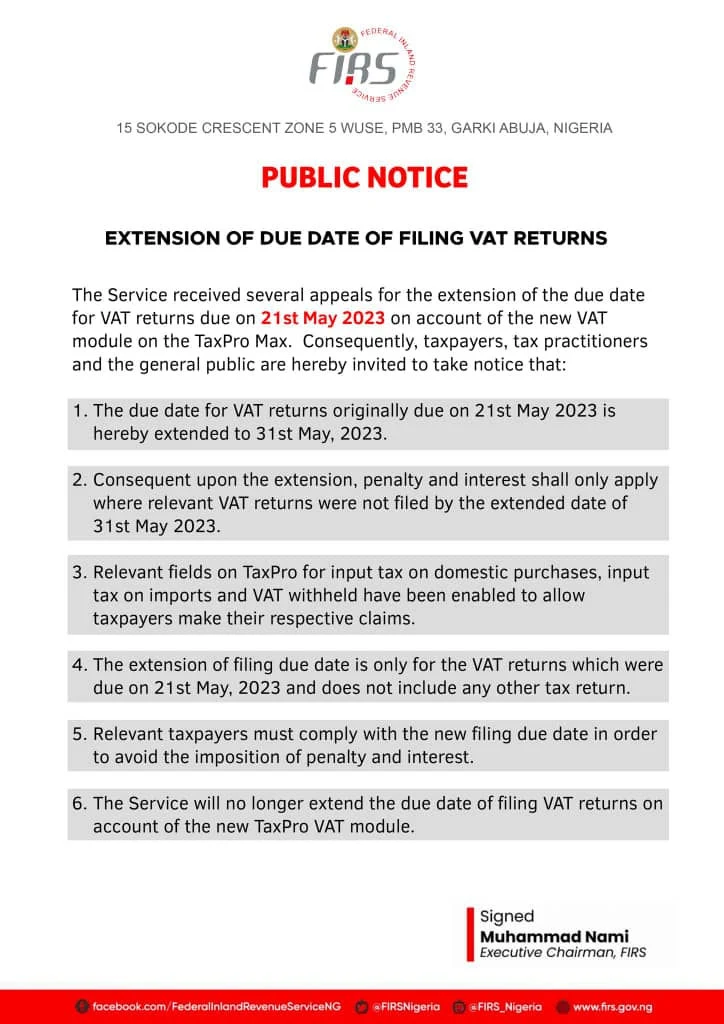 FIRS
FEDERAL INLAND REVENUE SERVICE
15 SOKODE CRESCENT ZONE 5 WUSE, PMB 33, GARKI ABUJA, NIGERIA
PUBLIC NOTICE
EXTENSION OF DUE DATE OF FILING VAT RETURNS
The Service received several appeals for the extension of the due date
for VAT returns due on 21st May 2023 on account of the new VAT
module on the TaxPro Max. Consequently, taxpayers, tax practitioners
and the general public are hereby invited to take notice that:
1. The due date for VAT returns originally due on 21st May 2023 is
hereby extended to 31st May, 2023.
2. Consequent upon the extension, penalty and interest shall only apply
where relevant VAT returns were not filed by the extended date of
31st May 2023.
3. Relevant fields on TaxPro for input tax on domestic purchases, input
tax on imports and VAT withheld have been enabled to allow
taxpayers make their respective claims.
4. The extension of filing due date is only for the VAT returns which were
due on 21st May, 2023 and does not include any other tax return.
5. Relevant taxpayers must comply with the new filing due date in order
to avoid the imposition of penalty and interest.
6. The Service will no longer extend the due date of filing VAT returns on
account of the new TaxPro VAT module.
Signed
Muhammad Nami
Executive Chairman, FIRS
facebook.com/FederalInlandRevenueServiceNG @FIRSNigeria @FIRS_Nigeria www.firs.gov.ng